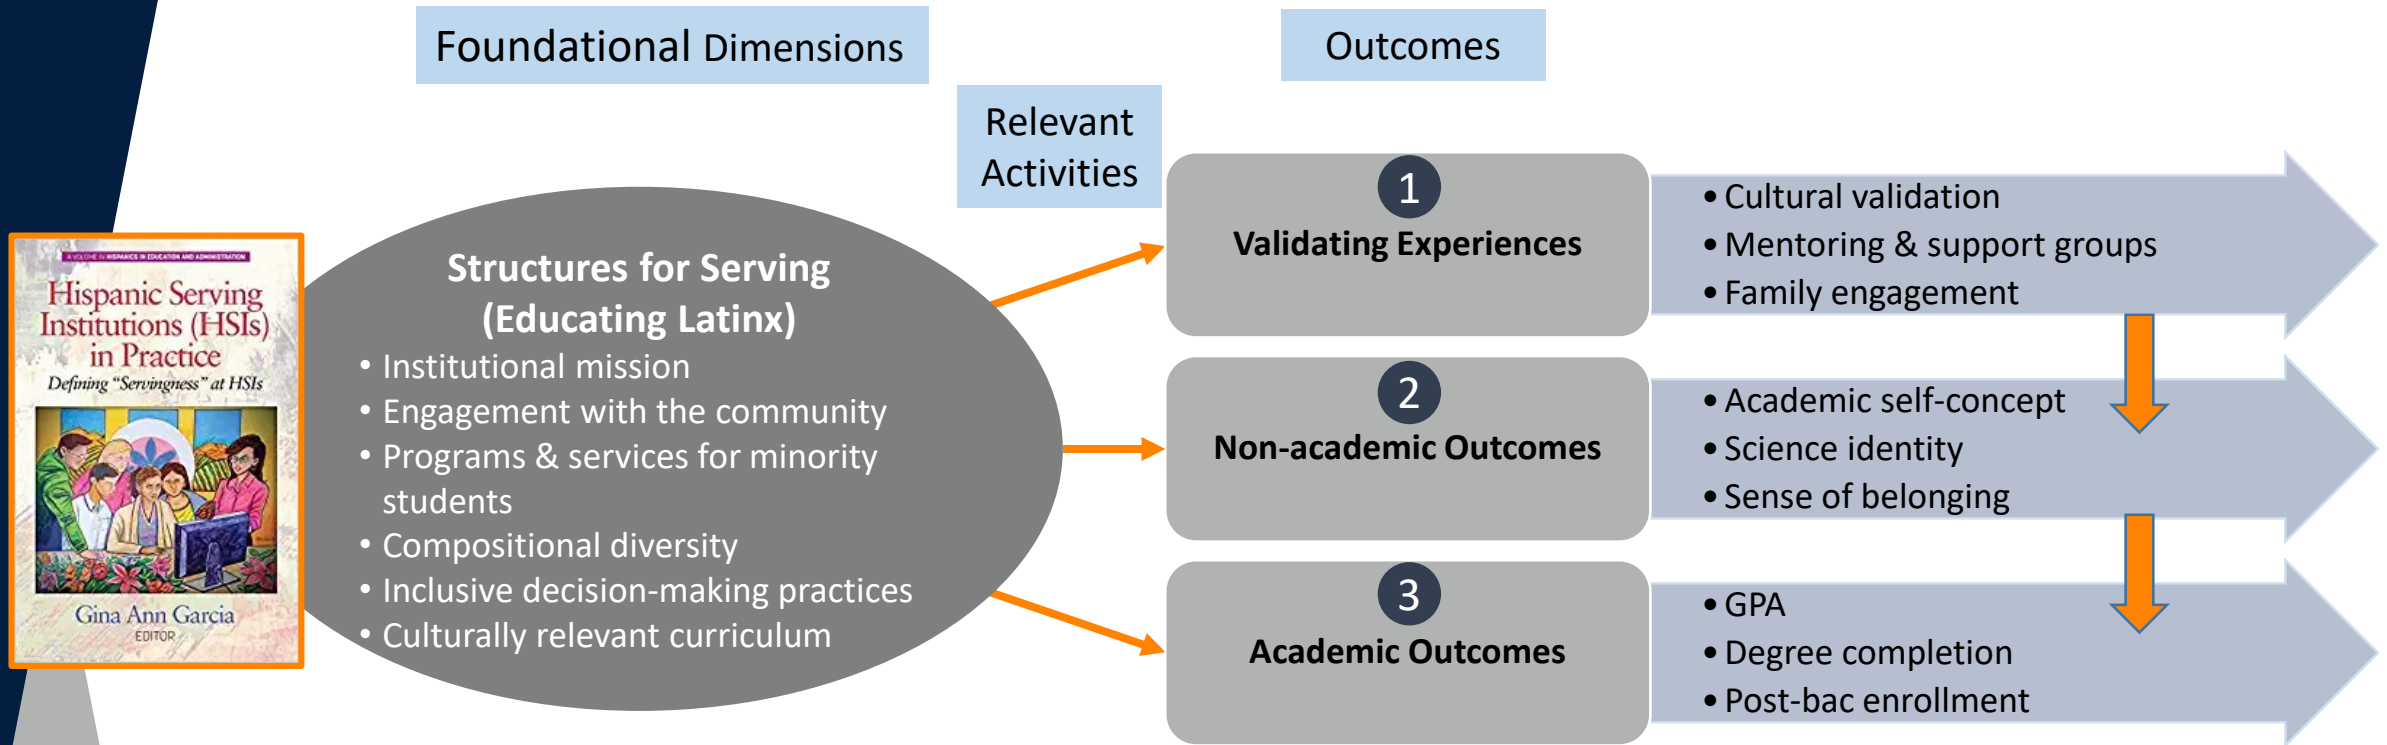 Foundational Dimensions
Outcomes
Relevant
Activities
A VOLUME IN HISPANICS IN EDUCATION AND ADMINISTRATION
Hispanic Serving
Institutions (HSIs)
in Practice
Defining "Servingness" at HSIs
Gina Ann Garcia
EDITOR
Structures for Serving
(Educating Latinx)
• Institutional mission
• Engagement with the community
• Programs & services for minority
students
• Compositional diversity
• Inclusive decision-making practices
• Culturally relevant curriculum
1
Validating Experiences
• Cultural validation
• Mentoring & support groups
• Family engagement
2
Non-academic Outcomes
• Academic self-concept
• Science identity
• Sense of belonging
3
Academic Outcomes
• GPA
• Degree completion
• Post-bac enrollment